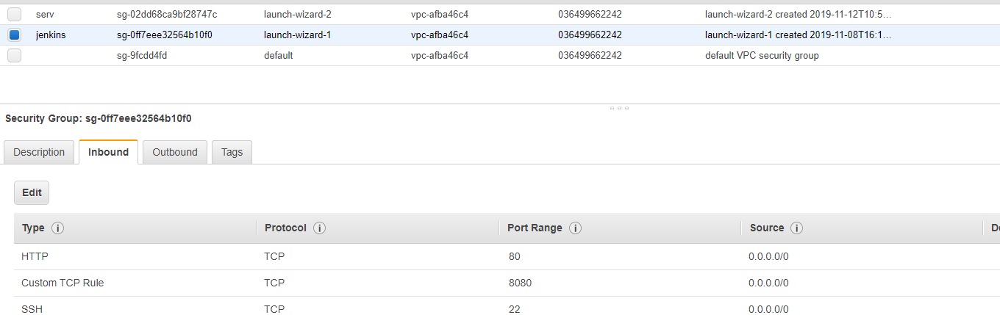 serv sg-02dd68ca9bf28747c launch-wizard-2 vpc-afba46c4 036499662242 launch-wizard-2 created 2019-11-12T10:5...
jenkins sg-0ff7eee32564b10f0 launch-wizard-1 vpc-afba46c4 036499662242 launch-wizard-1 created 2019-11-08T16:1...
sg-9fcdd4fd default vpc-afba46c4 036499662242 default VPC security group
Security Group: sg-0ff7eee32564b10f0
Description Inbound Outbound Tags
Edit
Type Protocol Port Range Source
HTTP TCP 80 0.0.0.0/0
Custom TCP Rule TCP 8080 0.0.0.0/0
SSH TCP 22 0.0.0.0/0